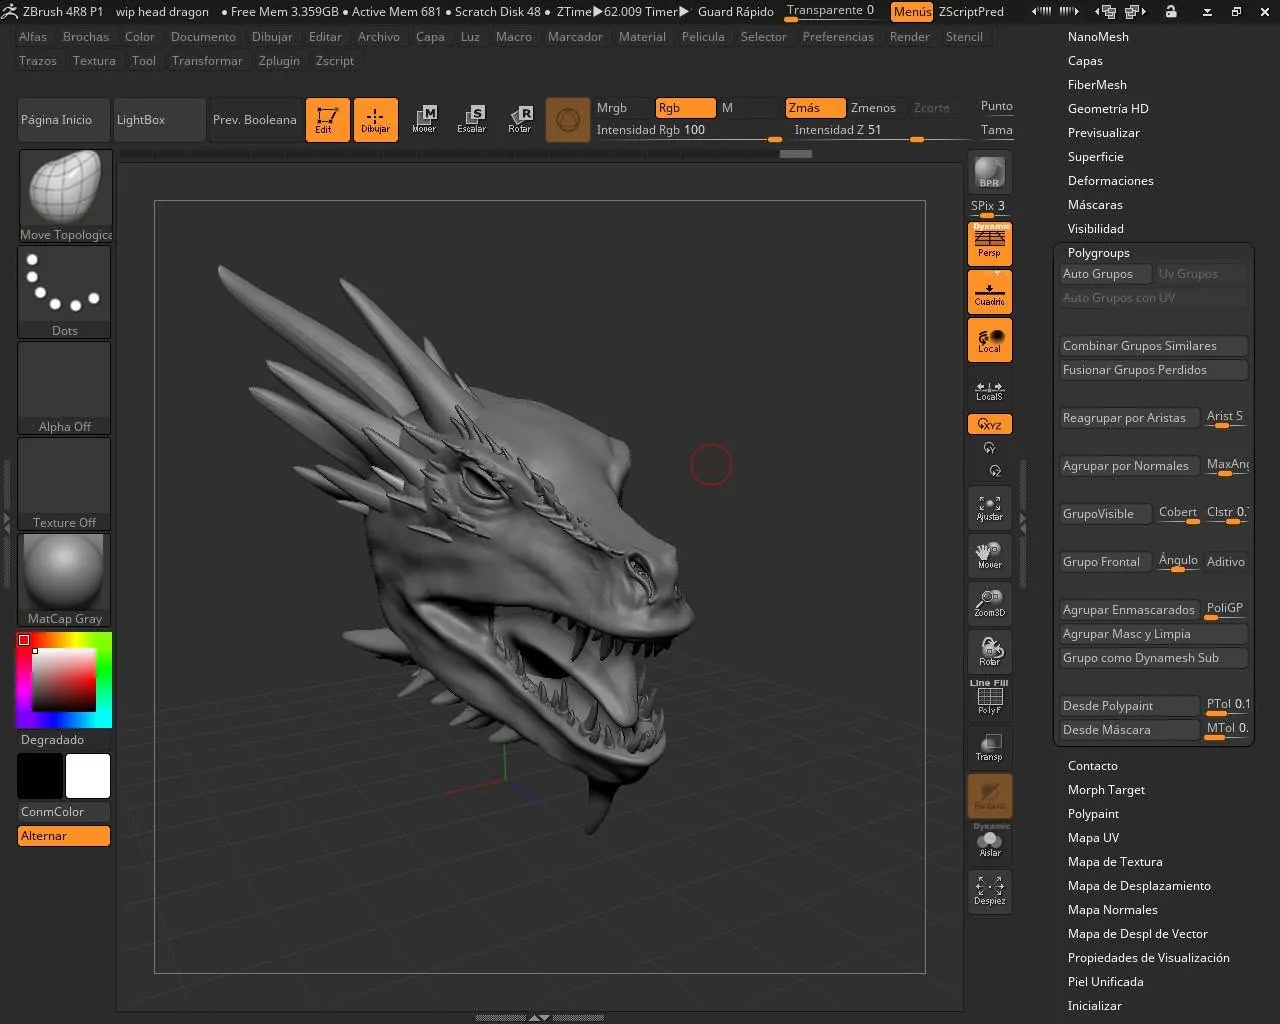 ZBrush 4R8 P1 wip head dragon ● Free Mem 3.359GB ● Active Mem 681 ● Scratch Disk 48 ● ZTime▶62.009 Timer▶ Guard Rápido Transparente 0 Menús ZScriptPred
Alfas Brochas Color Documento Dibujar Editar Archivo Capa Luz Macro Marcador Material Pelicula Selector Preferencias Render Stencil
Trazos Textura Tool Transformar Zplugin Zscript
Página Inicio LightBox Prev. Booleana Edit Dibujar Mover Escalar Rotar
Mrgb Rgb M Zmás Zmenos Zcorte Punto
Intensidad Rgb 100 Intensidad Z 51 Tama
Move Topologica
Dots
Alpha Off
Texture Off
MatCap Gray
Degradado
ConmColor
Alternar
BPR
SPix 3
Dynamic
Persp
Cuadric
Local
LocalS
XYZ
Y
Z
Ajustar
Mover
Zoom3D
Rotar
Line Fill
PolyF
Transp
Dynamic
Aislar
Despiez
NanoMesh
Capas
FiberMesh
Geometría HD
Previsualizar
Superficie
Deformaciones
Máscaras
Visibilidad
Polygroups
Auto Grupos Uv Grupos
Auto Grupos con UV
Combinar Grupos Similares
Fusionar Grupos Perdidos
Reagrupar por Aristas Arist S
Agrupar por Normales MaxAng
GrupoVisible Cobert Clstr 0.
Grupo Frontal Ángulo Aditivo
Agrupar Enmascarados PoliGP
Agrupar Masc y Limpia
Grupo como Dynamesh Sub
Desde Polypaint PTol 0.1
Desde Máscara MTol 0.
Contacto
Morph Target
Polypaint
Mapa UV
Mapa de Textura
Mapa de Desplazamiento
Mapa Normales
Mapa de Despl de Vector
Propiedades de Visualización
Piel Unificada
Inicializar